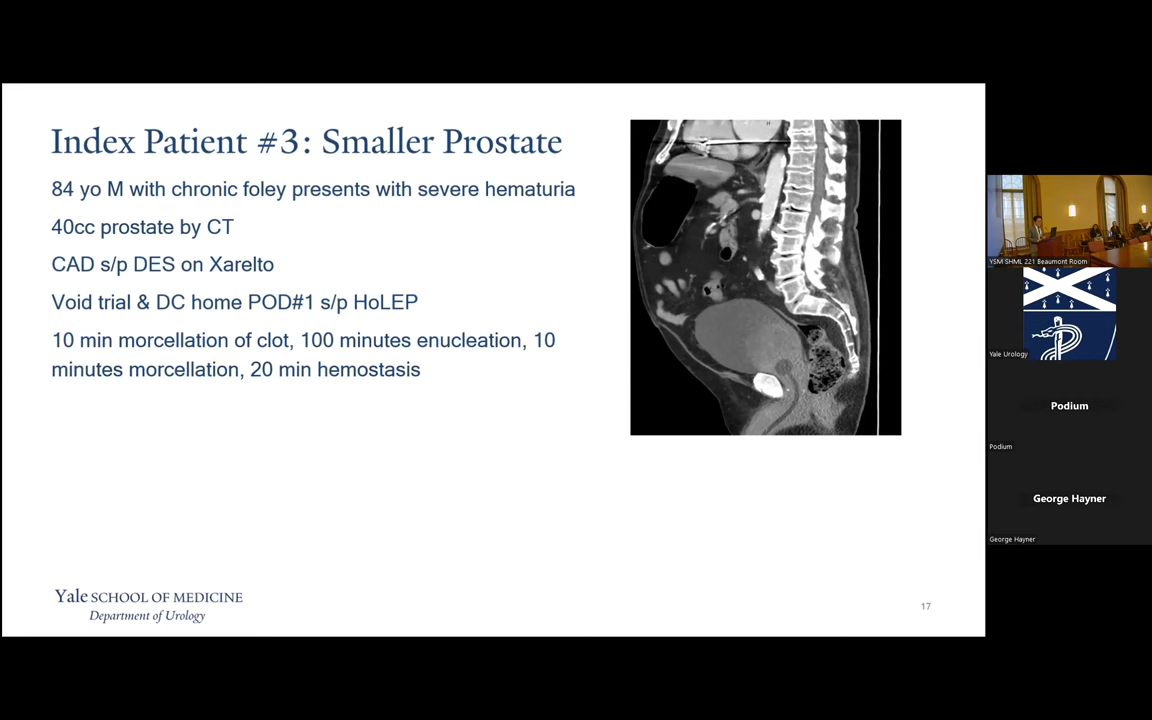 Index Patient #3: Smaller Prostate
84 yo M with chronic foley presents with severe hematuria
40cc prostate by CT
CAD s/p DES on Xarelto
Void trial & DC home POD#1 s/p HoLEP
10 min morcellation of clot, 100 minutes enucleation, 10
minutes morcellation, 20 min hemostasis
Yale SCHOOL OF MEDICINE
Department of Urology
17
YSM SHML 221 Beaumont Room
Yale Urology
Podium
Podium
George Hayner
George Hayner